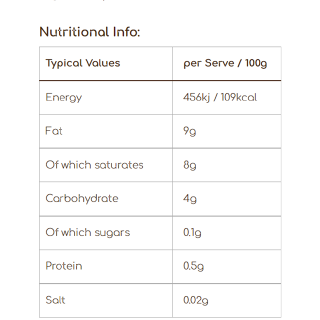 Nutritional Info:
Typical Values per Serve / 100g
Energy 456kj / 109kcal
Fat 9g
Of which saturates 8g
Carbohydrate 4g
Of which sugars 0.1g
Protein 0.5g
Salt 0.02g